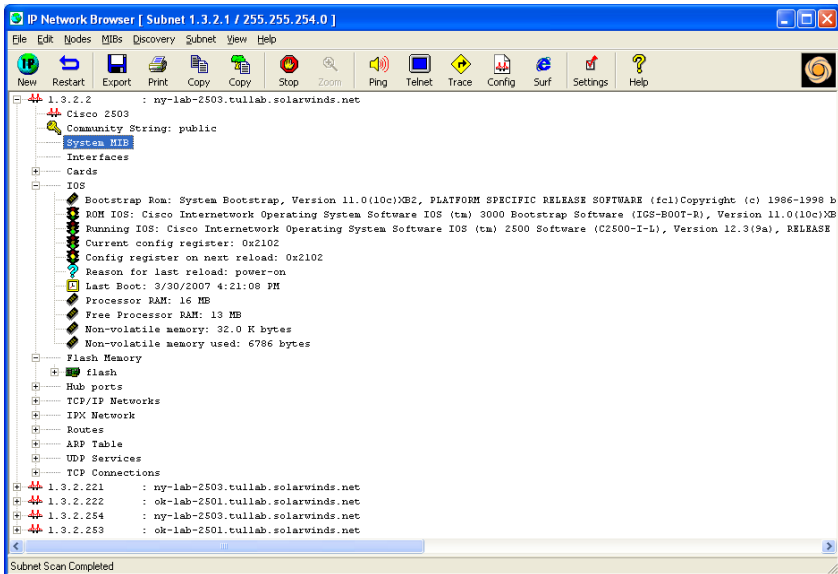 IP Network Browser [ Subnet 1.3.2.1 / 255.255.254.0 ]
File Edit Nodes MIBs Discovery Subnet View Help
New Restart Export Print Copy Copy Stop Zoom Ping Telnet Trace Config Surf Settings Help
1.3.2.2 : ny-lab-2503.tullab.solarwinds.net
Cisco 2503
Community String: public
System MIB
Interfaces
Cards
IOS
Bootstrap Rom: System Bootstrap, Version 11.0(10c)XB2, PLATFORM SPECIFIC RELEASE SOFTWARE (fc1)Copyright (c) 1986-1998 b
ROM IOS: Cisco Internetwork Operating System Software IOS (tm) 3000 Bootstrap Software (IGS-BOOT-R), Version 11.0(10c)XB
Running IOS: Cisco Internetwork Operating System Software IOS (tm) 2500 Software (C2500-I-L), Version 12.3(9a), RELEASE
Current config register: 0x2102
Config register on next reload: 0x2102
Reason for last reload: power-on
Last Boot: 3/30/2007 4:21:08 PM
Processor RAM: 16 MB
Free Processor RAM: 13 MB
Non-volatile memory: 32.0 K bytes
Non-volatile memory used: 6786 bytes
Flash Memory
flash
Hub ports
TCP/IP Networks
IPX Network
Routes
ARP Table
UDP Services
TCP Connections
1.3.2.221 : ny-lab-2503.tullab.solarwinds.net
1.3.2.222 : ok-lab-2501.tullab.solarwinds.net
1.3.2.254 : ny-lab-2503.tullab.solarwinds.net
1.3.2.253 : ok-lab-2501.tullab.solarwinds.net
Subnet Scan Completed